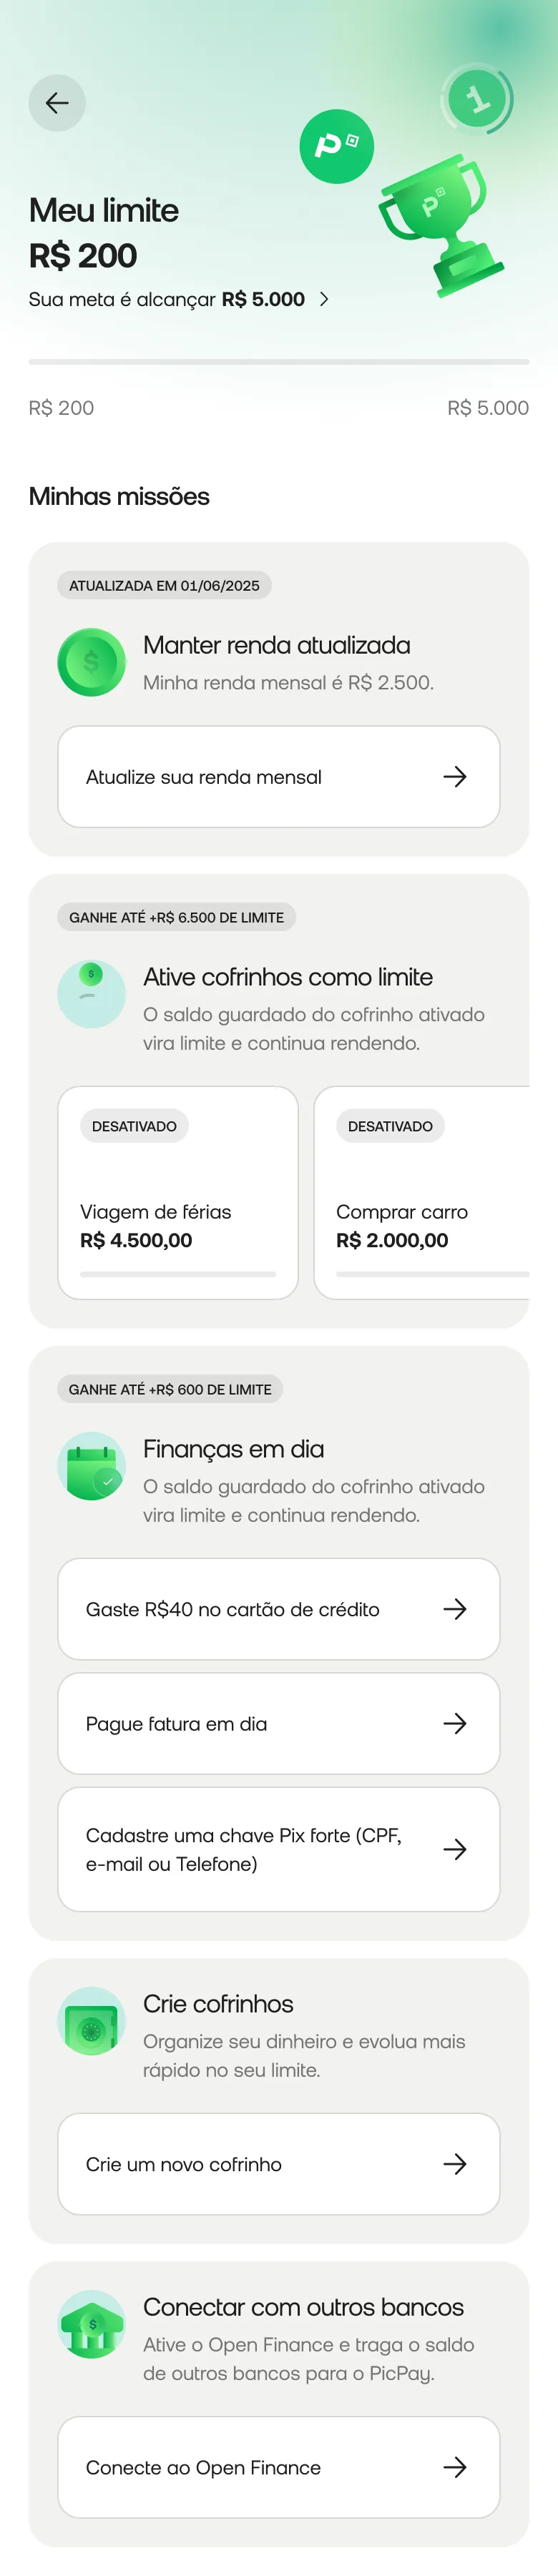 1
P
P
Meu limite
R$ 200
Sua meta é alcançar R$ 5.000
R$ 200 R$ 5.000
Minhas missões
ATUALIZADA EM 01/06/2025
$
Manter renda atualizada
Minha renda mensal é R$ 2.500.
Atualize sua renda mensal
GANHE ATÉ +R$ 6.500 DE LIMITE
$
Ative cofrinhos como limite
O saldo guardado do cofrinho ativado
vira limite e continua rendendo.
DESATIVADO
Viagem de férias
R$ 4.500,00
DESATIVADO
Comprar carro
R$ 2.000,00
GANHE ATÉ +R$ 600 DE LIMITE
Finanças em dia
O saldo guardado do cofrinho ativado
vira limite e continua rendendo.
Gaste R$40 no cartão de crédito
Pague fatura em dia
Cadastre uma chave Pix forte (CPF,
e-mail ou Telefone)
Crie cofrinhos
Organize seu dinheiro e evolua mais
rápido no seu limite.
Crie um novo cofrinho
$
Conectar com outros bancos
Ative o Open Finance e traga o saldo
de outros bancos para o PicPay.
Conecte ao Open Finance